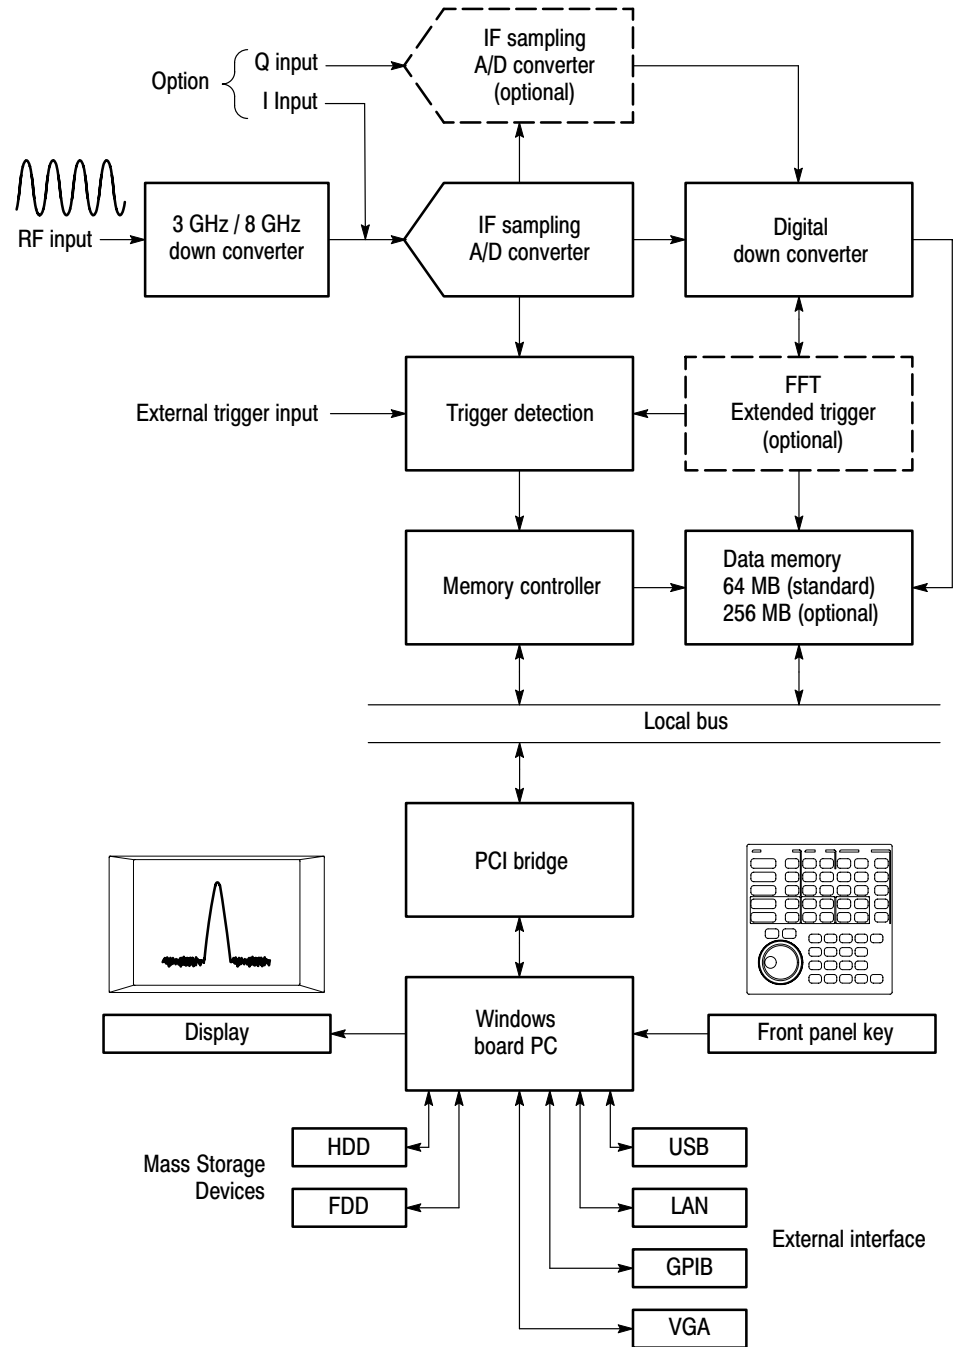 IF sampling
A/D converter
(optional)
Option
Q input
I Input
RF input
3 GHz / 8 GHz
down converter
IF sampling
A/D converter
Digital
down converter
External trigger input
Trigger detection
FFT
Extended trigger
(optional)
Memory controller
Data memory
64 MB (standard)
256 MB (optional)
Local bus
PCI bridge
Display
Windows
board PC
Front panel key
Mass Storage
Devices
HDD
FDD
USB
LAN
GPIB
VGA
External interface